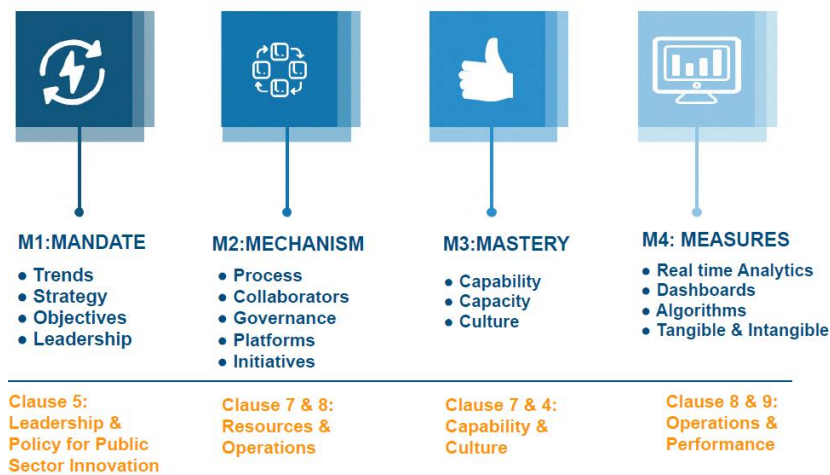 M1:MANDATE
● Trends
● Strategy
● Objectives
● Leadership
M2:MECHANISM
● Process
● Collaborators
● Governance
● Platforms
● Initiatives
M3:MASTERY
● Capability
● Capacity
● Culture
M4: MEASURES
● Real time Analytics
● Dashboards
● Algorithms
● Tangible & Intangible
Clause 5:
Leadership &
Policy for Public
Sector Innovation
Clause 7 & 8:
Resources &
Operations
Clause 7 & 4:
Capability &
Culture
Clause 8 & 9:
Operations &
Performance